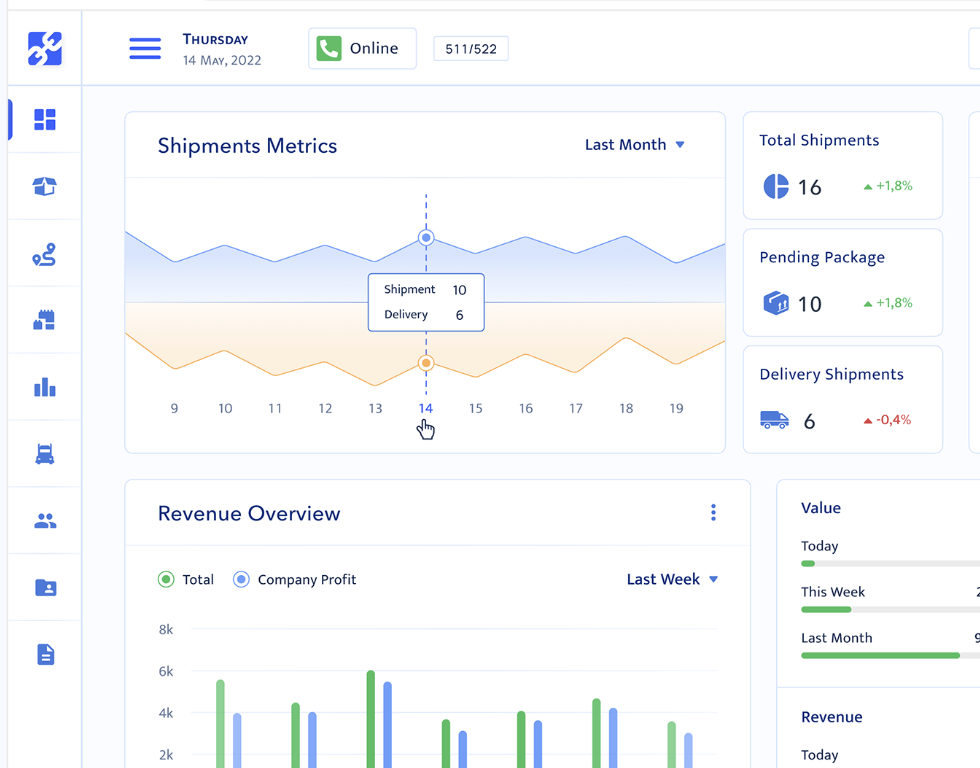 Thursday
14 May, 2022
Online
511/522
Shipments Metrics
Last Month
Shipment 10
Delivery 6
9 10 11 12 13 14 15 16 17 18 19
Total Shipments
16 +1,8%
Pending Package
10 +1,8%
Delivery Shipments
6 -0,4%
Revenue Overview
Total Company Profit Last Week
8k
6k
4k
2k
Value
Today
This Week
Last Month
Revenue
Today